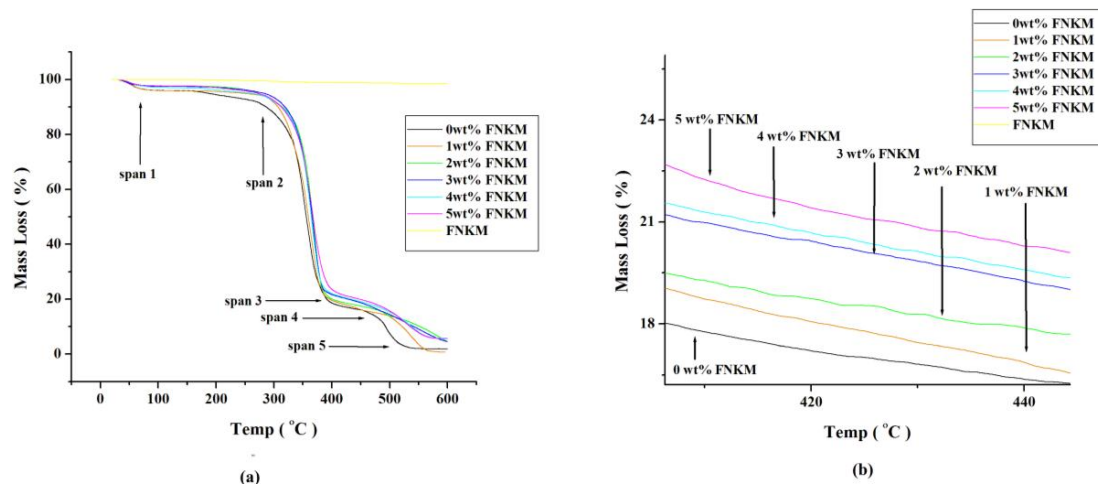 100
80
60
40
20
0
Mass Loss ( % )
0 100 200 300 400 500 600
Temp ( °C )
span 1
span 2
span 3
span 4
span 5
0wt% FNKM
1wt% FNKM
2wt% FNKM
3wt% FNKM
4wt% FNKM
5wt% FNKM
FNKM
(a)
0wt% FNKM
1wt% FNKM
2wt% FNKM
3wt% FNKM
4wt% FNKM
5wt% FNKM
FNKM
24
21
18
Mass Loss ( % )
5 wt% FNKM
4 wt% FNKM
3 wt% FNKM
2 wt% FNKM
1 wt% FNKM
0 wt% FNKM
420 440
Temp ( °C )
(b)